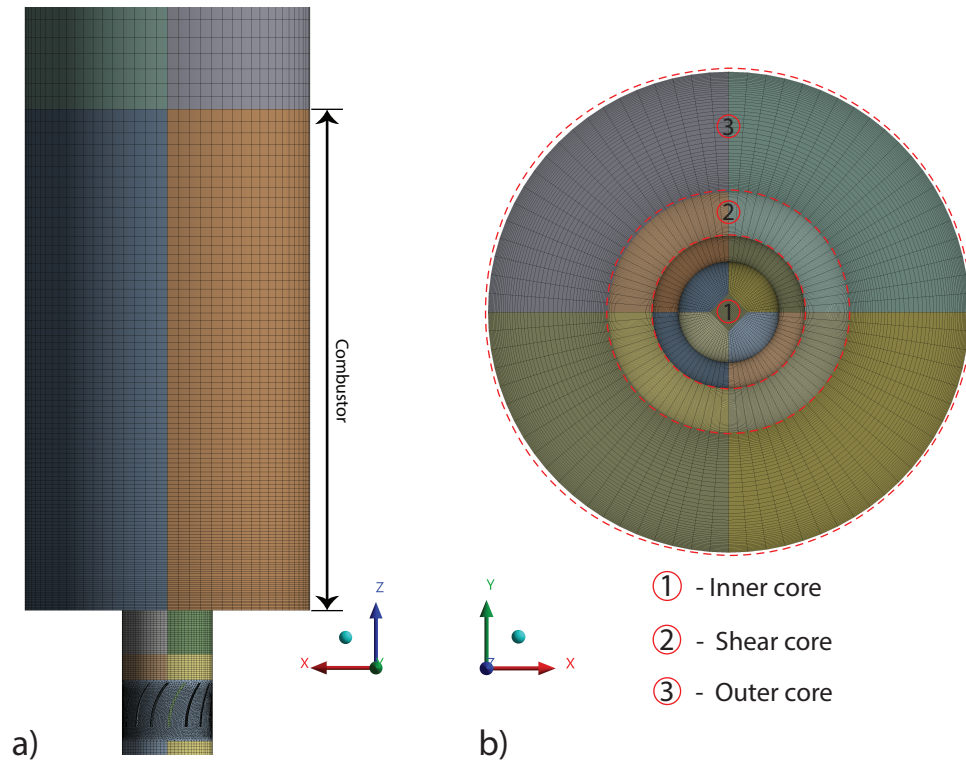 Combustor
Z
X
Y
a)
3
2
1
Y
Z
X
1 - Inner core
2 - Shear core
3 - Outer core
b)